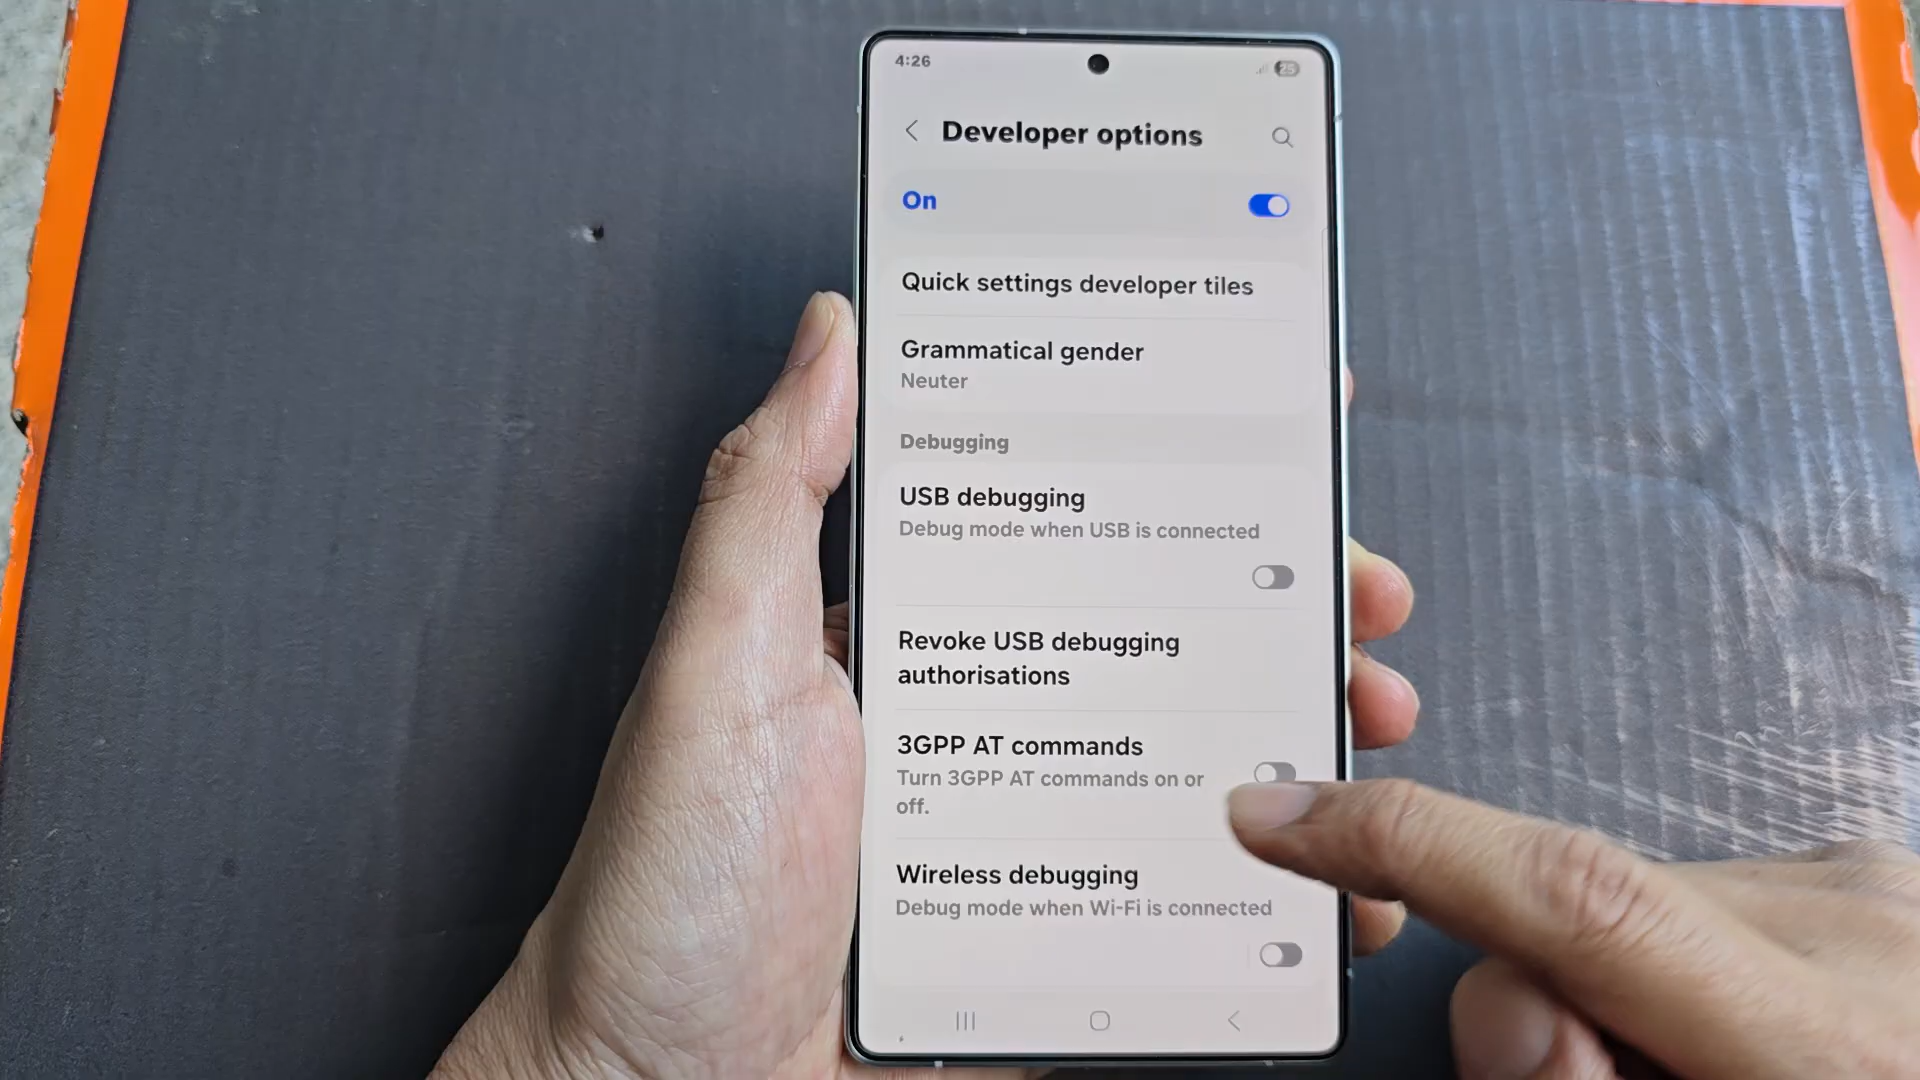 4:26
25
Developer options
On
Quick settings developer tiles
Grammatical gender
Neuter
Debugging
USB debugging
Debug mode when USB is connected
Revoke USB debugging
authorisations
3GPP AT commands
Turn 3GPP AT commands on or
off.
Wireless debugging
Debug mode when Wi-Fi is connected